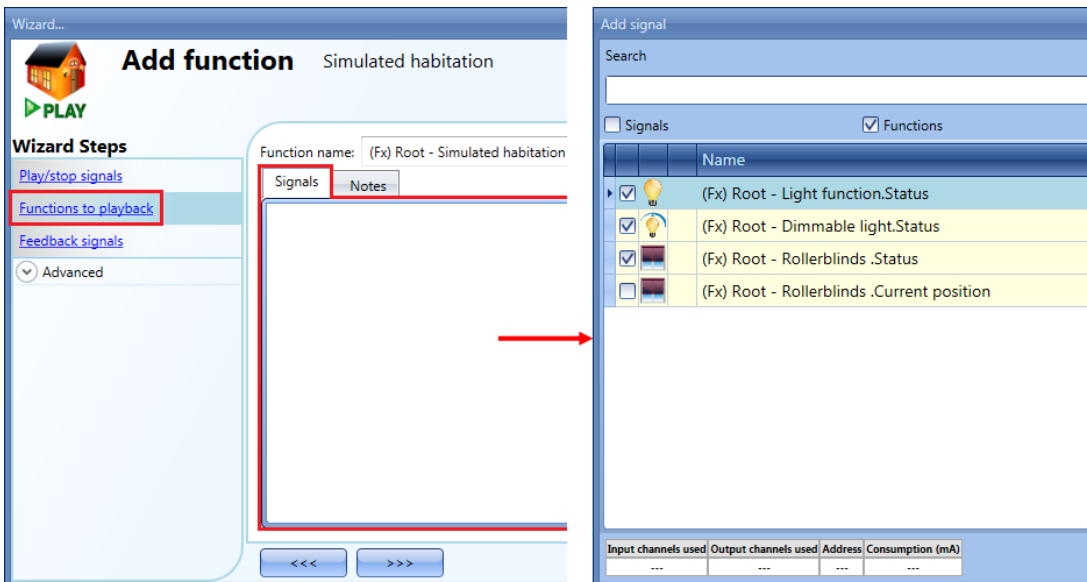 Wizard...
Add function Simulated habitation
PLAY
Wizard Steps
Play/stop signals
Functions to playback
Feedback signals
Advanced
Function name: (Fx) Root - Simulated habitation
Signals Notes
<<< >>>
Add signal
Search
Signals Functions
Name
(Fx) Root - Light function.Status
(Fx) Root - Dimmable light.Status
(Fx) Root - Rollerblinds .Status
(Fx) Root - Rollerblinds .Current position
Input channels used Output channels used Address Consumption (mA)
--- --- --- ---